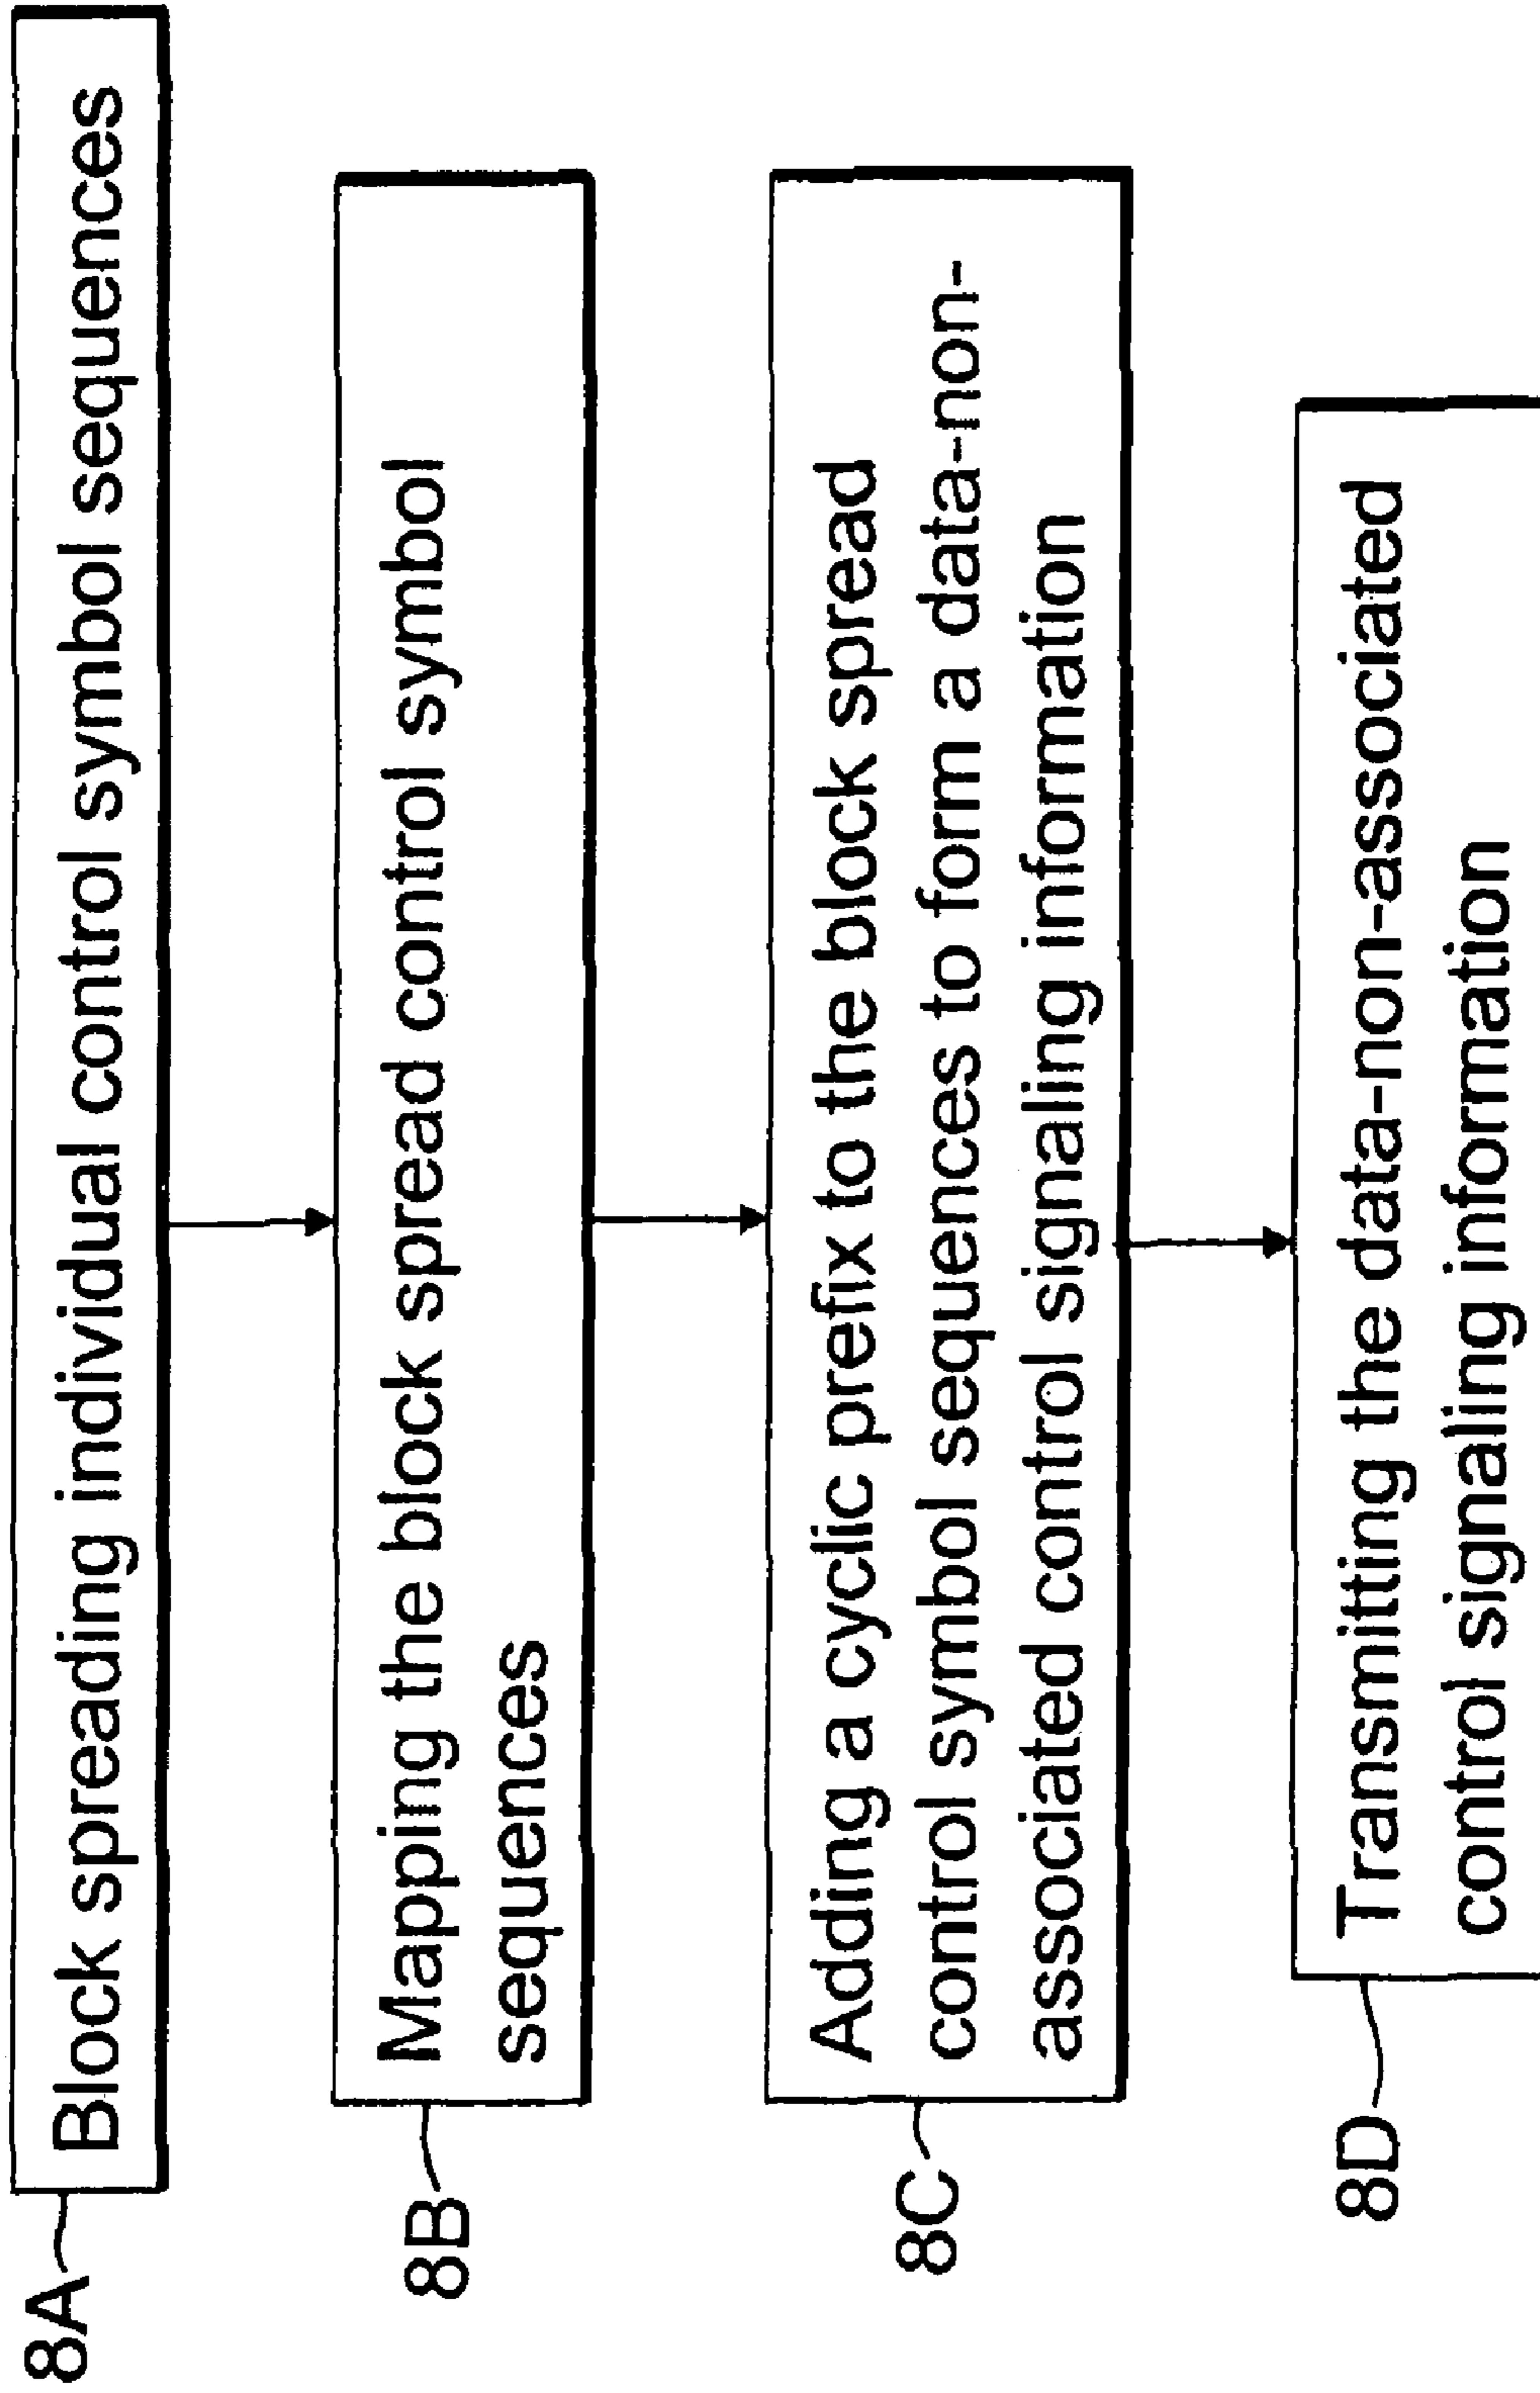 8A
Block spreading individual control symbol sequences
8B
Mapping the block spread control symbol
sequences
8C
Adding a cyclic prefix to the block spread
control symbol sequences to form a data-non-
associated control signaling information
8D
Transmitting the data-non-associated
control signaling information